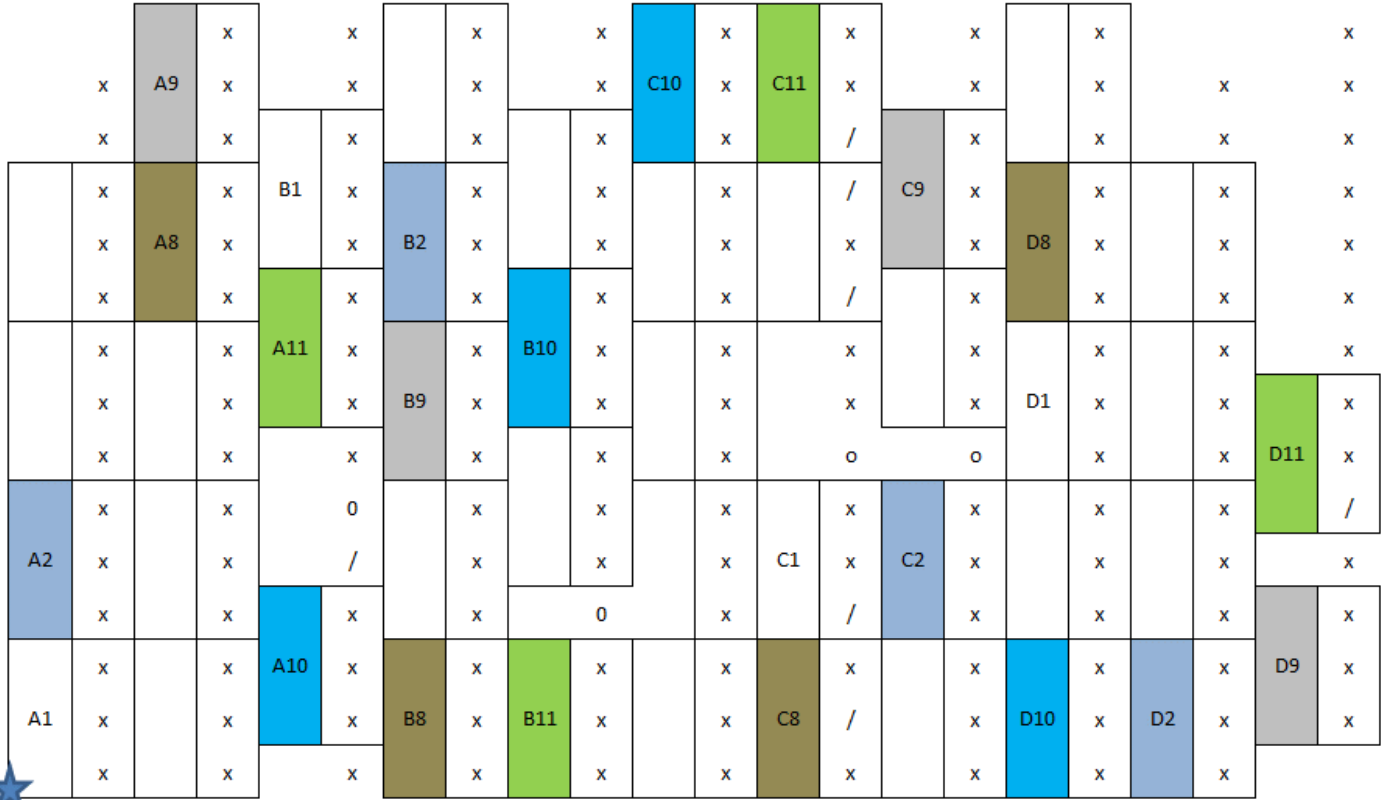 x x x x x x x x x
x A9 x x x x C10 x C11 x x x x x
x x x x x x / x x x x
x x B1 x x x x / C9 x x x x
x A8 x x B2 x x x x x D8 x x x
x x x x x x / x x x x
x x A11 x x B10 x x x x x x x
x x x B9 x x x x x D1 x x x
x x x x x x o o x x D11 x
x x 0 x x x x x x x /
A2 x x / x x x C1 x C2 x x x x
x x x x 0 x / x x x x
x x A10 x x x x x x x x D9 x
A1 x x x B8 x B11 x x C8 / x D10 x D2 x x
x x x x x x x x x x